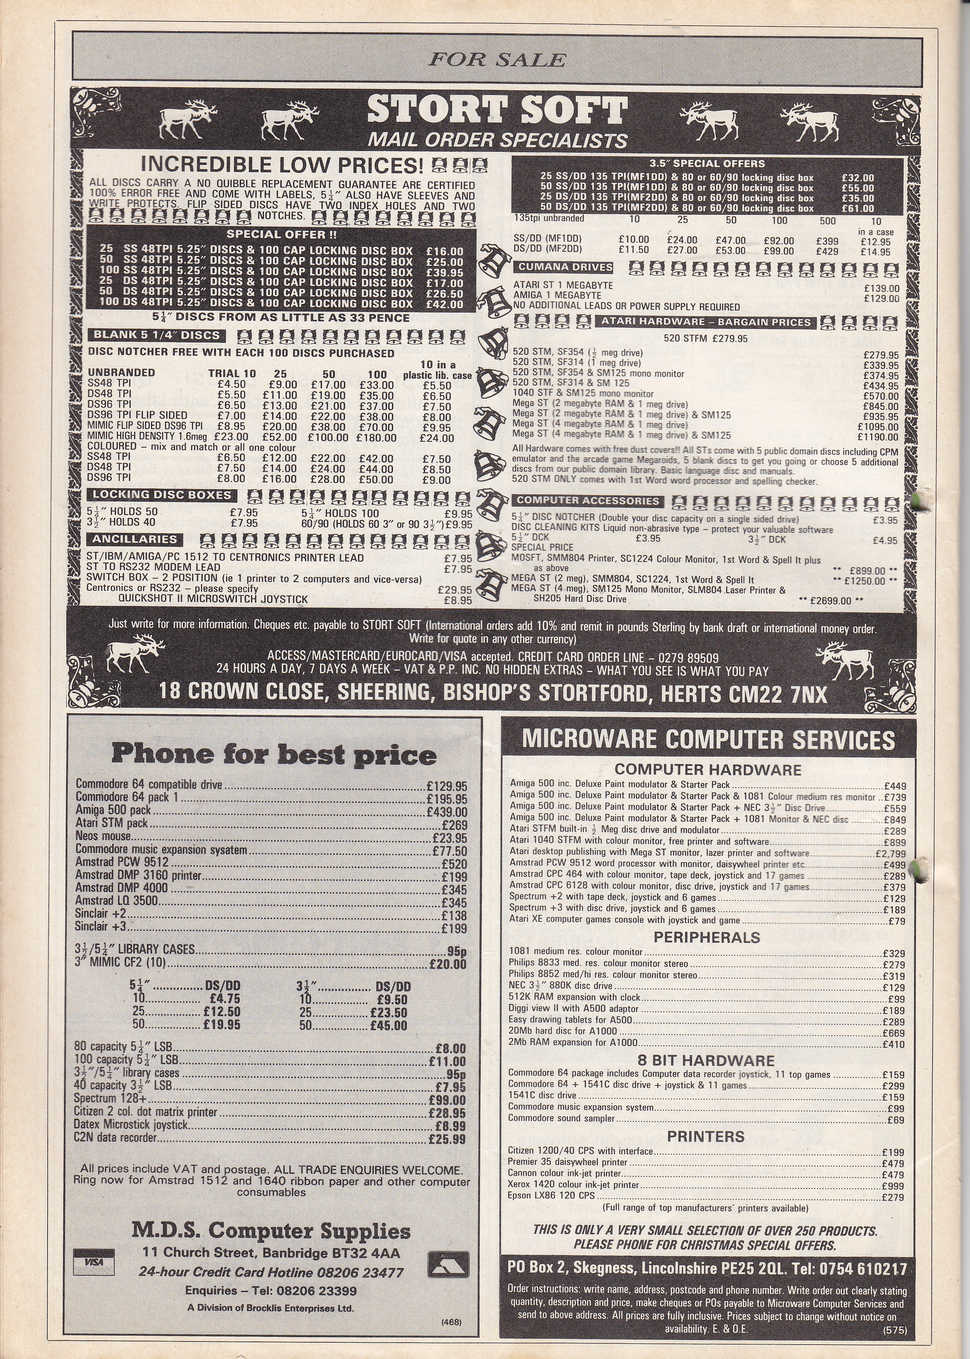 FOR SALE
STORT SOFT
MAIL ORDER SPECIALISTS
INCREDIBLE LOW PRICES!
ALL DISCS CARRY A NO QUIBBLE REPLACEMENT GUARANTEE ARE CERTIFIED
100% ERROR FREE AND COME WITH LABELS, 5¼" ALSO HAVE SLEEVES AND
WRITE PROTECTS. FLIP SIDED DISCS HAVE TWO INDEX HOLES AND TWO
NOTCHES.
SPECIAL OFFER !!
25 SS 48TPI 5.25" DISCS & 100 CAP LOCKING DISC BOX £16.00
50 SS 48TPI 5.25" DISCS & 100 CAP LOCKING DISC BOX £25.00
100 SS 48TPI 5.25" DISCS & 100 CAP LOCKING DISC BOX £39.95
25 DS 48TPI 5.25" DISCS & 100 CAP LOCKING DISC BOX £17.00
50 DS 48TPI 5.25" DISCS & 100 CAP LOCKING DISC BOX £26.50
100 DS 48TPI 5.25" DISCS & 100 CAP LOCKING DISC BOX £42.00
5¼" DISCS FROM AS LITTLE AS 33 PENCE
BLANK 5 1/4" DISCS
DISC NOTCHER FREE WITH EACH 100 DISCS PURCHASED
10 in a
UNBRANDED TRIAL 10 25 50 100 plastic lib. case
SS48 TPI £4.50 £9.00 £17.00 £33.00 £5.50
DS48 TPI £5.50 £11.00 £19.00 £35.00 £6.50
DS96 TPI £6.50 £13.00 £21.00 £37.00 £7.50
DS96 TPI FLIP SIDED £7.00 £14.00 £22.00 £38.00 £8.00
MIMIC FLIP SIDED DS96 TPI £8.95 £20.00 £38.00 £70.00 £9.95
MIMIC HIGH DENSITY 1.6meg £23.00 £52.00 £100.00 £180.00 £24.00
COLOURED – mix and match or all one colour
SS48 TPI £6.50 £12.00 £22.00 £42.00 £7.50
DS48 TPI £7.50 £14.00 £24.00 £44.00 £8.50
DS96 TPI £8.00 £16.00 £28.00 £50.00 £9.00
LOCKING DISC BOXES
5¼" HOLDS 50 £7.95 5¼" HOLDS 100 £9.95
3½" HOLDS 40 £7.95 60/90 (HOLDS 60 3" or 90 3½") £9.95
ANCILLARIES
ST/IBM/AMIGA/PC 1512 TO CENTRONICS PRINTER LEAD £7.95
ST TO RS232 MODEM LEAD £7.95
SWITCH BOX – 2 POSITION (ie 1 printer to 2 computers and vice-versa)
Centronics or RS232 – please specify £29.95
QUICKSHOT II MICROSWITCH JOYSTICK £8.95
3.5" SPECIAL OFFERS
25 SS/DD 135 TPI(MF1DD) & 80 or 60/90 locking disc box £32.00
50 SS/DD 135 TPI(MF1DD) & 80 or 60/90 locking disc box £55.00
25 DS/DD 135 TPI(MF2DD) & 80 or 60/90 locking disc box £35.00
50 DS/DD 135 TPI(MF2DD) & 80 or 60/90 locking disc box £61.00
135tpi unbranded 10 25 50 100 500 10
in a case
SS/DD (MF1DD) £10.00 £24.00 £47.00 £92.00 £399 £12.95
DS/DD (MF2DD) £11.50 £27.00 £53.00 £99.00 £429 £14.95
CUMANA DRIVES
ATARI ST 1 MEGABYTE £139.00
AMIGA 1 MEGABYTE £129.00
NO ADDITIONAL LEADS OR POWER SUPPLY REQUIRED
ATARI HARDWARE – BARGAIN PRICES
520 STFM £279.95
520 STM, SF354 (½ meg drive) £279.95
520 STM, SF314 (1 meg drive) £339.95
520 STM, SF354 & SM125 mono monitor £374.95
520 STM, SF314 & SM 125 £434.95
1040 STF & SM125 mono monitor £570.00
Mega ST (2 megabyte RAM & 1 meg drive) £845.00
Mega ST (2 megabyte RAM & 1 meg drive) & SM125 £935.95
Mega ST (4 megabyte RAM & 1 meg drive) £1095.00
Mega ST (4 megabyte RAM & 1 meg drive) & SM125 £1190.00
All Hardware comes with free dust covers!! All STs come with 5 public domain discs including CPM
emulator and the arcade game Megaroids, 5 blank discs to get you going or choose 5 additional
discs from our public domain library. Basic language disc and manuals.
520 STM ONLY comes with 1st Word word processor and spelling checker.
COMPUTER ACCESSORIES
5¼" DISC NOTCHER (Double your disc capacity on a single sided drive) £3.95
DISC CLEANING KITS Liquid non-abrasive type – protect your valuable software
5¼" DCK £3.95 3½" DCK £4.95
SPECIAL PRICE
MOSFT, SMM804 Printer, SC1224 Colour Monitor, 1st Word & Spell It plus
as above ** £899.00 **
MEGA ST (2 meg), SMM804, SC1224, 1st Word & Spell It ** £1250.00 **
MEGA ST (4 meg), SM125 Mono Monitor, SLM804 Laser Printer &
SH205 Hard Disc Drive ** £2699.00 **
Just write for more information. Cheques etc. payable to STORT SOFT (International orders add 10% and remit in pounds Sterling by bank draft or international money order.
Write for quote in any other currency)
ACCESS/MASTERCARD/EUROCARD/VISA accepted. CREDIT CARD ORDER LINE – 0279 89509
24 HOURS A DAY, 7 DAYS A WEEK – VAT & P.P. INC. NO HIDDEN EXTRAS – WHAT YOU SEE IS WHAT YOU PAY
18 CROWN CLOSE, SHEERING, BISHOP'S STORTFORD, HERTS CM22 7NX
Phone for best price
Commodore 64 compatible drive £129.95
Commodore 64 pack 1 £195.95
Amiga 500 pack £439.00
Atari STM pack £269
Neos mouse £23.95
Commodore music expansion sysatem £77.50
Amstrad PCW 9512 £520
Amstrad DMP 3160 printer £199
Amstrad DMP 4000 £345
Amstrad LQ 3500 £345
Sinclair +2 £138
Sinclair +3 £199
3½/5¼" LIBRARY CASES 95p
3" MIMIC CF2 (10) £20.00
5¼" DS/DD 3½" DS/DD
10 £4.75 10 £9.50
25 £12.50 25 £23.50
50 £19.95 50 £45.00
80 capacity 5½" LSB £8.00
100 capacity 5¼" LSB £11.00
3½"/5¼" library cases 95p
40 capacity 3½" LSB £7.95
Spectrum 128+ £99.00
Citizen 2 col. dot matrix printer £28.95
Datex Microstick joystick £8.99
C2N data recorder £25.99
All prices include VAT and postage. ALL TRADE ENQUIRIES WELCOME.
Ring now for Amstrad 1512 and 1640 ribbon paper and other computer
consumables
M.D.S. Computer Supplies
11 Church Street, Banbridge BT32 4AA
24-hour Credit Card Hotline 08206 23477
Enquiries – Tel: 08206 23399
A Division of Brocklis Enterprises Ltd.
VISA
(468)
MICROWARE COMPUTER SERVICES
COMPUTER HARDWARE
Amiga 500 inc. Deluxe Paint modulator & Starter Pack £449
Amiga 500 inc. Deluxe Paint modulator & Starter Pack & 1081 Colour medium res monitor £739
Amiga 500 inc. Deluxe Paint modulator & Starter Pack + NEC 3½" Disc Drive £559
Amiga 500 inc. Deluxe Paint modulator & Starter Pack + 1081 Monitor & NEC disc £849
Atari STFM built-in ½ Meg disc drive and modulator £289
Atari 1040 STFM with colour monitor, free printer and software £899
Atari desktop publishing with Mega ST monitor, lazer printer and software £2,799
Amstrad PCW 9512 word processor with monitor, daisywheel printer etc £499
Amstrad CPC 464 with colour monitor, tape deck, joystick and 17 games £289
Amstrad CPC 6128 with colour monitor, disc drive, joystick and 17 games £379
Spectrum +2 with tape deck, joystick and 6 games £129
Spectrum +3 with disc drive, joystick and 6 games £189
Atari XE computer games console with joystick and game £79
PERIPHERALS
1081 medium res. colour monitor £329
Philips 8833 med. res. colour monitor stereo £279
Philips 8852 med/hi res. colour monitor stereo £319
NEC 3½" 880K disc drive £129
512K RAM expansion with clock £99
Diggi view II with A500 adaptor £189
Easy drawing tablets for A500 £289
20Mb hard disc for A1000 £669
2Mb RAM expansion for A1000 £410
8 BIT HARDWARE
Commodore 64 package includes Computer data recorder joystick, 11 top games £159
Commodore 64 + 1541C disc drive + joystick & 11 games £299
1541C disc drive £159
Commodore music expansion system £99
Commodore sound sampler £69
PRINTERS
Citizen 1200/40 CPS with interface £199
Premier 35 daisywheel printer £479
Cannon colour ink-jet printer £479
Xerox 1420 colour ink-jet printer £999
Epson LX86 120 CPS £279
(Full range of top manufacturers' printers available)
THIS IS ONLY A VERY SMALL SELECTION OF OVER 250 PRODUCTS.
PLEASE PHONE FOR CHRISTMAS SPECIAL OFFERS.
PO Box 2, Skegness, Lincolnshire PE25 2QL. Tel: 0754 610217
Order instructions: write name, address, postcode and phone number. Write order out clearly stating
quantity, description and price, make cheques or POs payable to Microware Computer Services and
send to above address. All prices are fully inclusive. Prices subject to change without notice on
availability. E. & O.E. (575)